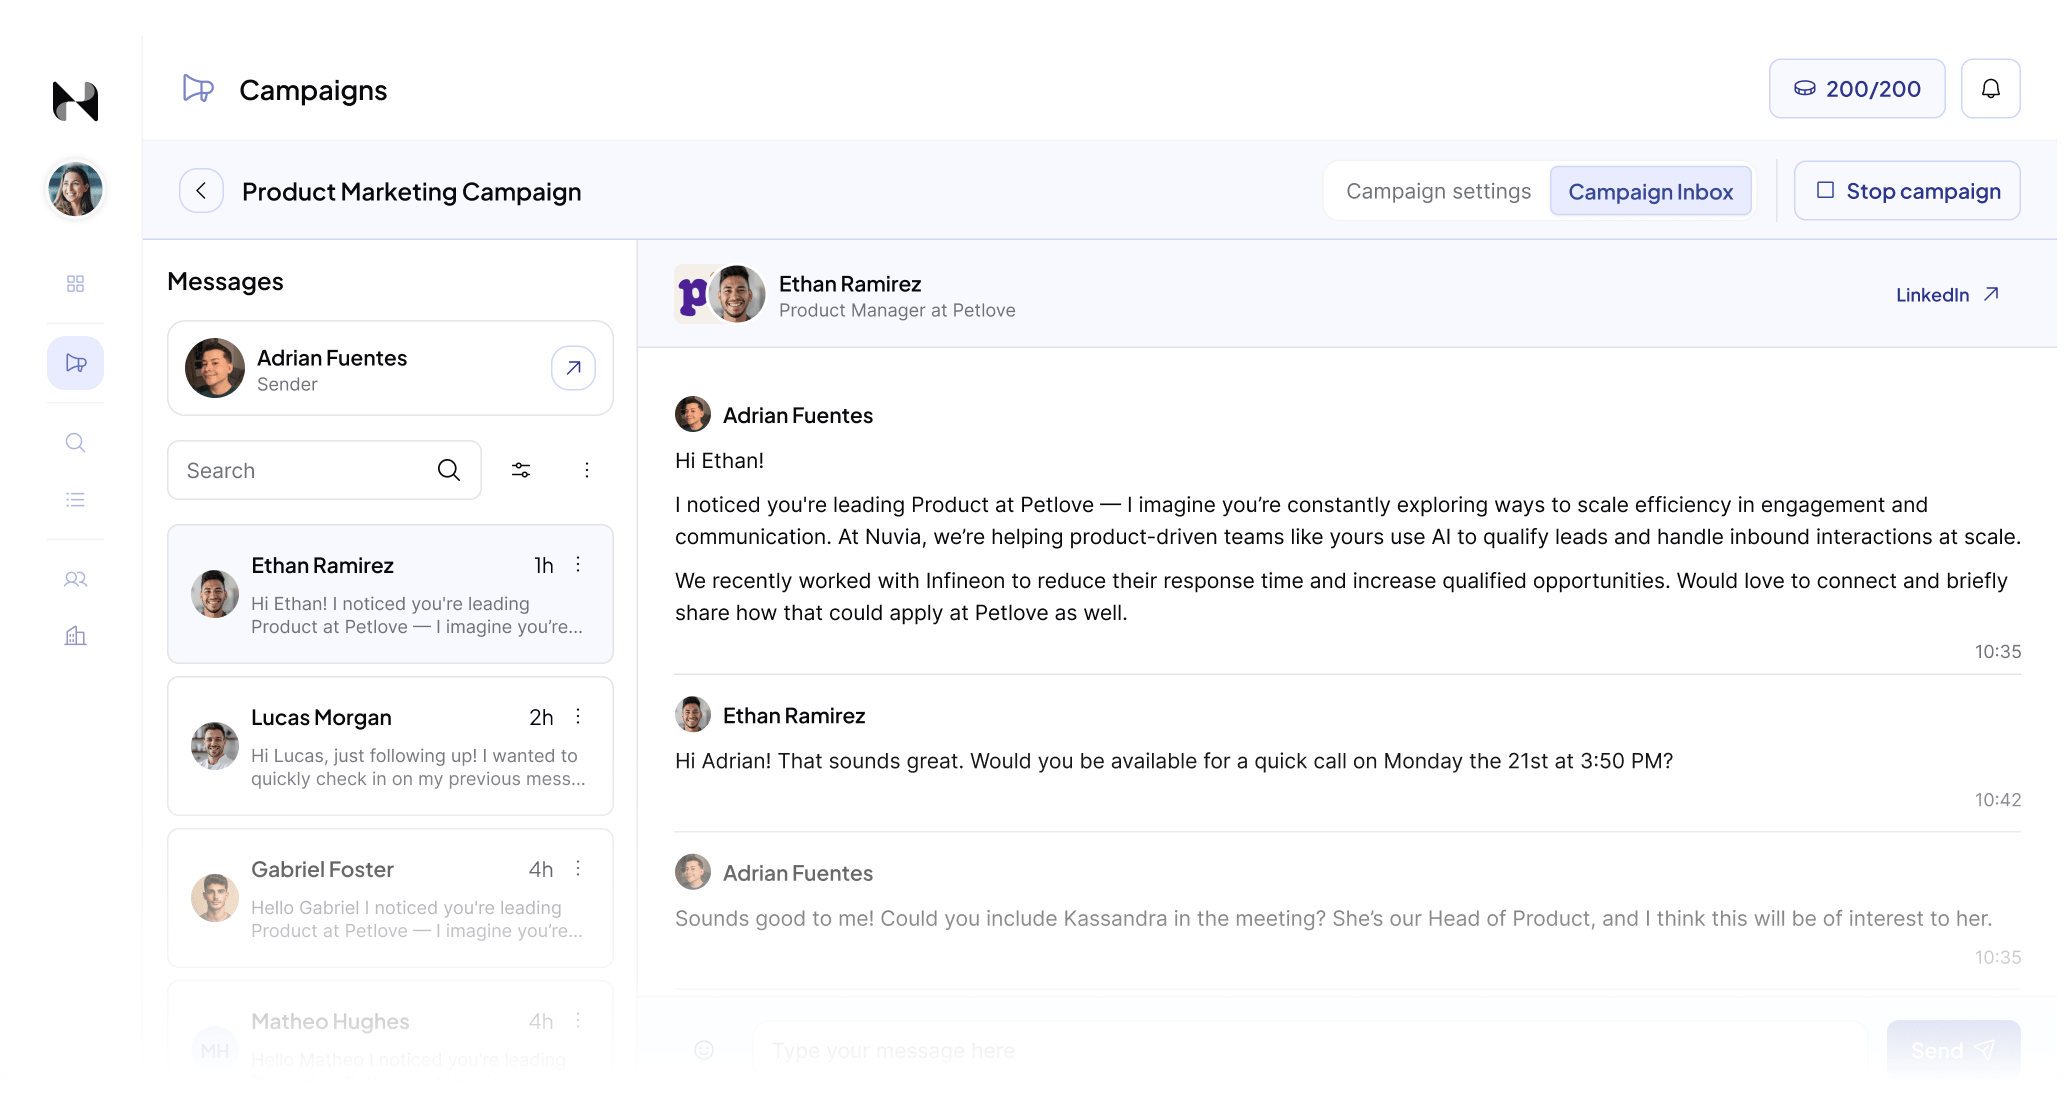 Campaigns
200/200
Product Marketing Campaign
Campaign settings
Campaign Inbox
Stop campaign
Messages
Adrian Fuentes
Sender
Search
Ethan Ramirez
1h
Hi Ethan! I noticed you're leading
Product at Petlove — I imagine you’re...
Lucas Morgan
2h
Hi Lucas, just following up! I wanted to
quickly check in on my previous mess...
Gabriel Foster
4h
Hello Gabriel I noticed you're leading
Product at Petlove — I imagine you’re...
Matheo Hughes
4h
MH
Hello Matheo I noticed you're leading
p
Ethan Ramirez
Product Manager at Petlove
LinkedIn
Adrian Fuentes
Hi Ethan!
I noticed you're leading Product at Petlove — I imagine you’re constantly exploring ways to scale efficiency in engagement and
communication. At Nuvia, we’re helping product-driven teams like yours use AI to qualify leads and handle inbound interactions at scale.
We recently worked with Infineon to reduce their response time and increase qualified opportunities. Would love to connect and briefly
share how that could apply at Petlove as well.
10:35
Ethan Ramirez
Hi Adrian! That sounds great. Would you be available for a quick call on Monday the 21st at 3:50 PM?
10:42
Adrian Fuentes
Sounds good to me! Could you include Kassandra in the meeting? She’s our Head of Product, and I think this will be of interest to her.
10:35
Type your message here
Send